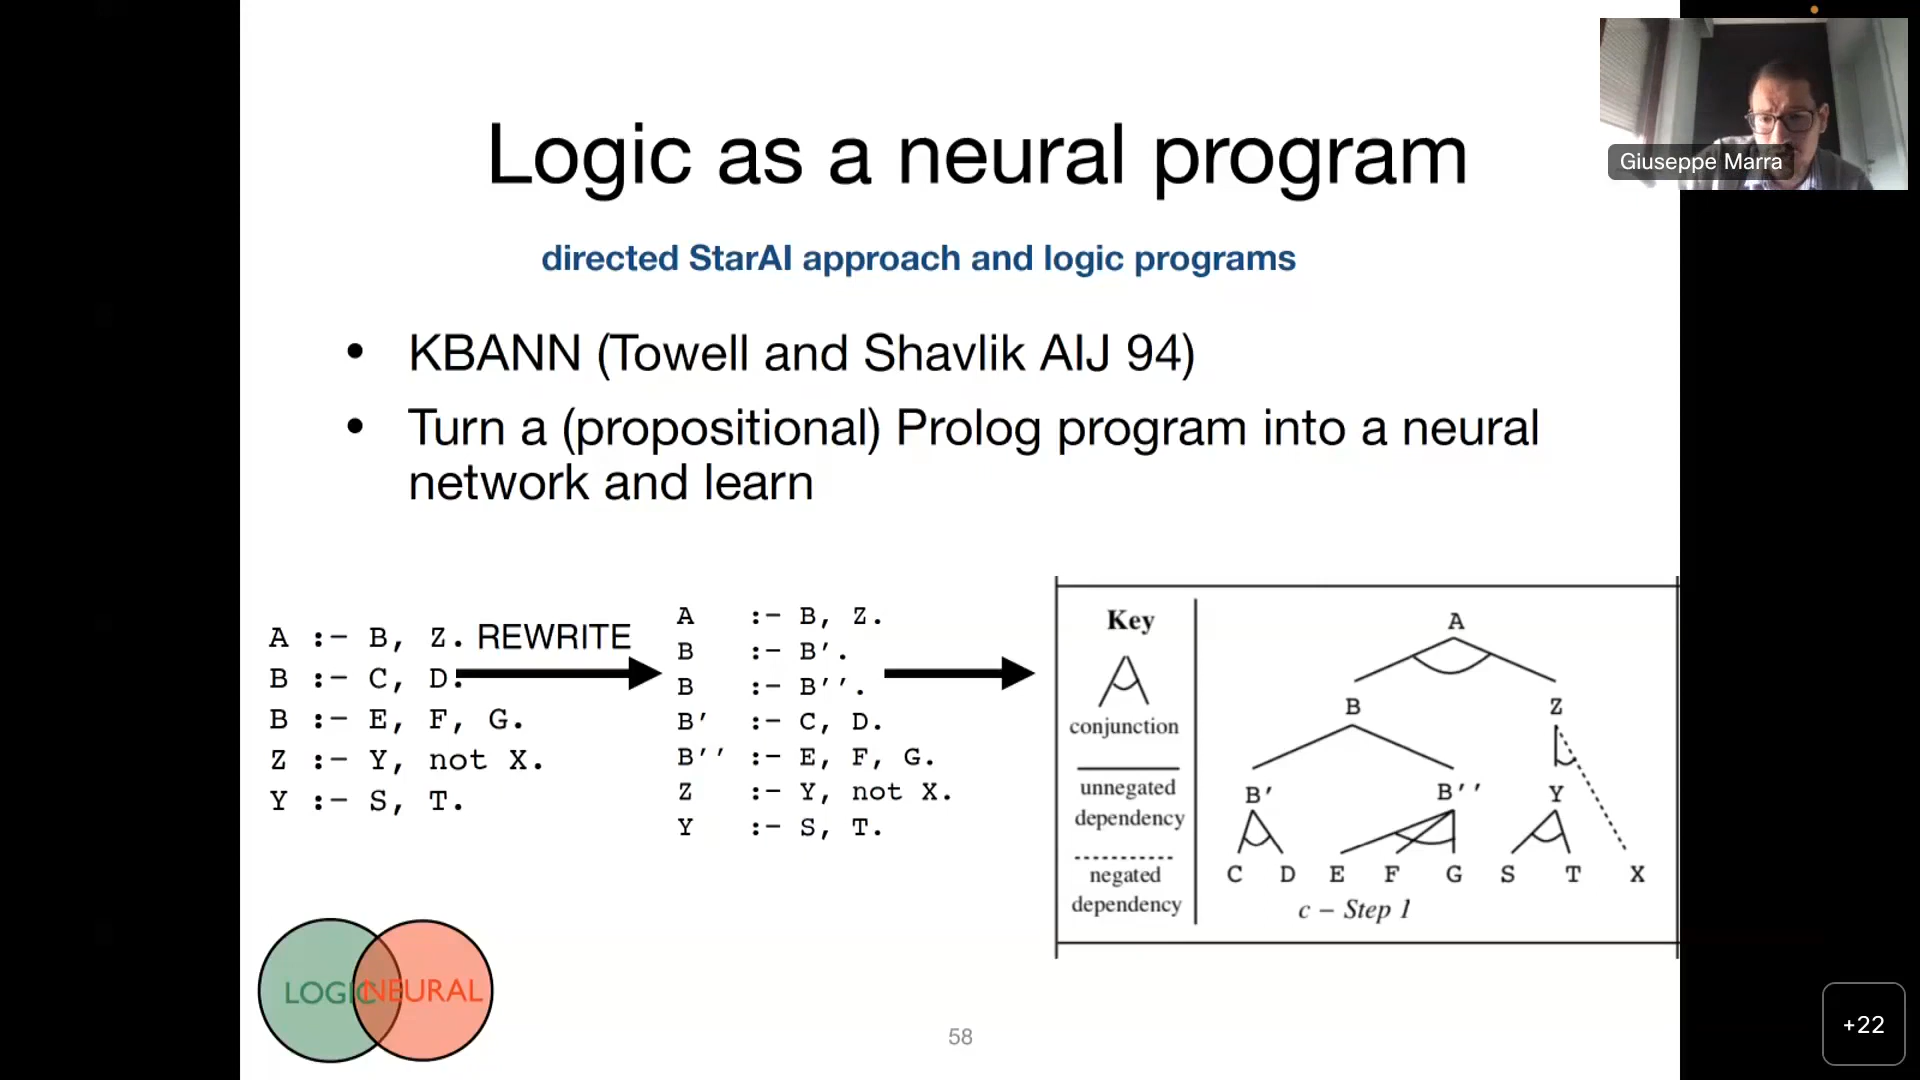 Logic as a neural program
Giuseppe Marra
directed StarAI approach and logic programs
• KBANN (Towell and Shavlik AIJ 94)
• Turn a (propositional) Prolog program into a neural
network and learn
A :- B, Z.
B :- C, D.
B :- E, F, G.
Z :- Y, not X.
Y :- S, T.
REWRITE
A :- B, Z.
B :- B'.
B :- B''.
B' :- C, D.
B'' :- E, F, G.
Z :- Y, not X.
Y :- S, T.
Key
conjunction
unnegated
dependency
negated
dependency
A
B Z
B' B'' Y
C D E F G S T X
c – Step 1
LOGIC NEURAL
58
+22